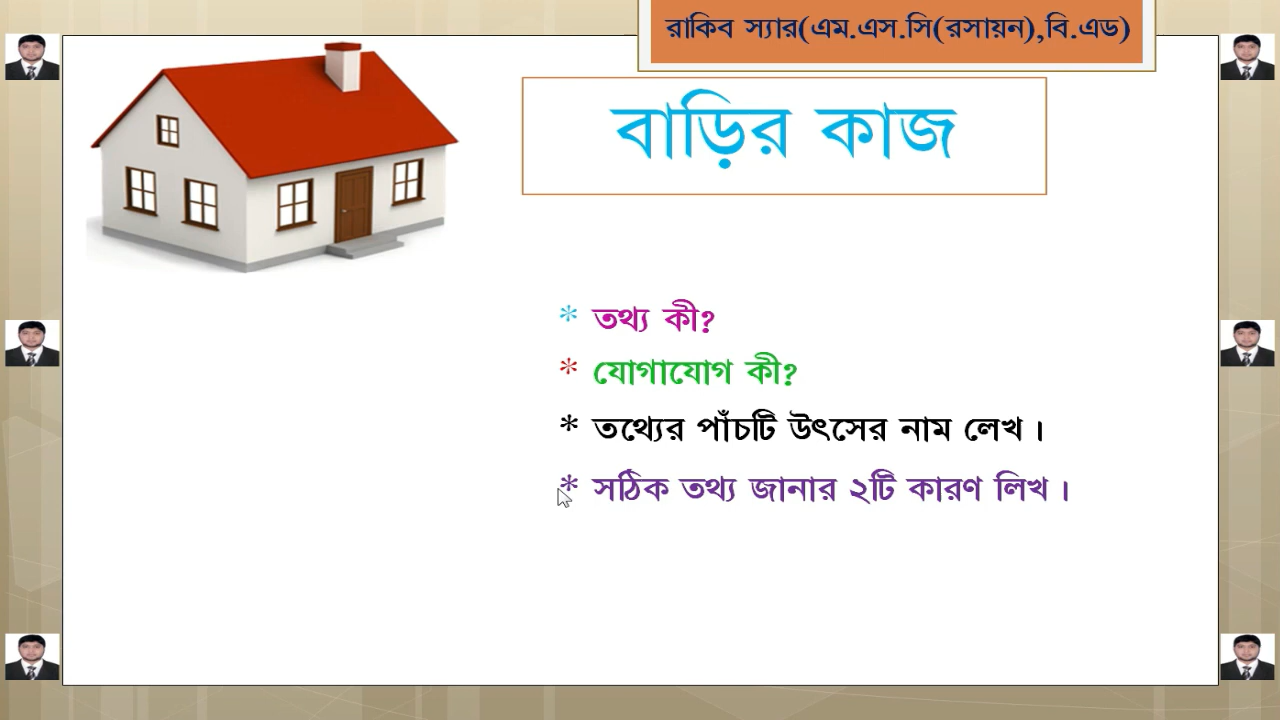 রাকিব স্যার(এম.এস.সি(রসায়ন),বি.এড)
বাড়ির কাজ
* তথ্য কী?
* যোগাযোগ কী?
* তথ্যের পাঁচটি উৎসের নাম লেখ।
* সঠিক তথ্য জানার ২টি কারণ লিখ।